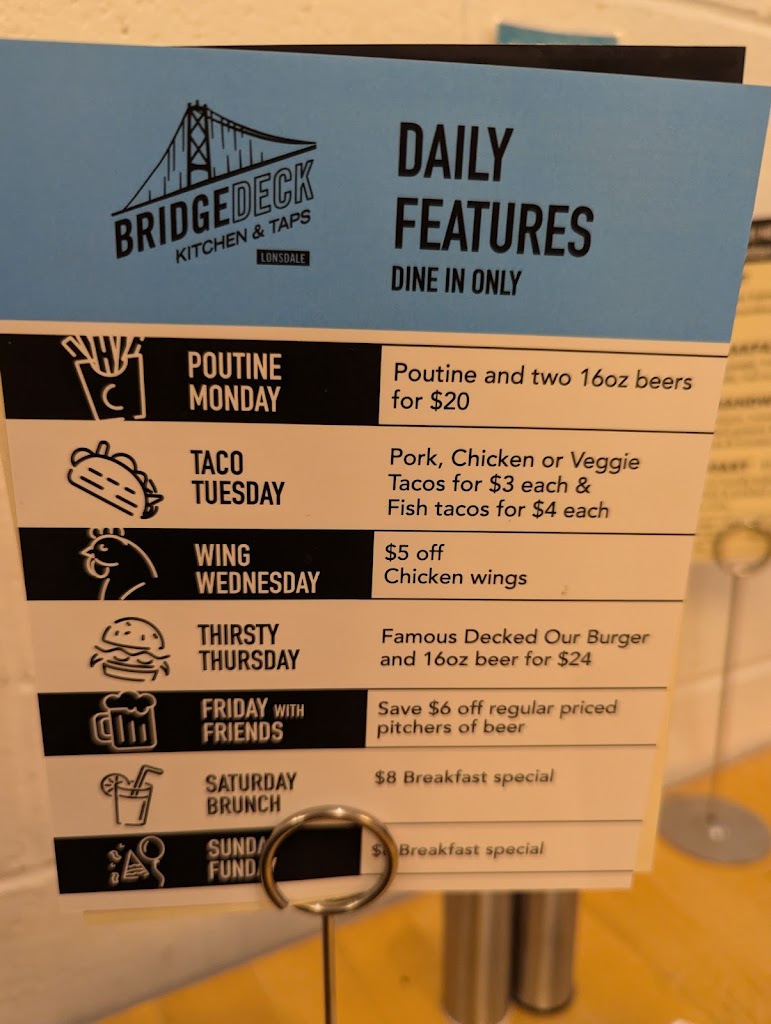 BRIDGEDECK
KITCHEN & TAPS
LONSDALE
DAILY
FEATURES
DINE IN ONLY
POUTINE
MONDAY
Poutine and two 16oz beers
for $20
TACO
TUESDAY
Pork, Chicken or Veggie
Tacos for $3 each &
Fish tacos for $4 each
WING
WEDNESDAY
$5 off
Chicken wings
THIRSTY
THURSDAY
Famous Decked Our Burger
and 16oz beer for $24
FRIDAY WITH
FRIENDS
Save $6 off regular priced
pitchers of beer
SATURDAY
BRUNCH
$8 Breakfast special
Breakfast special